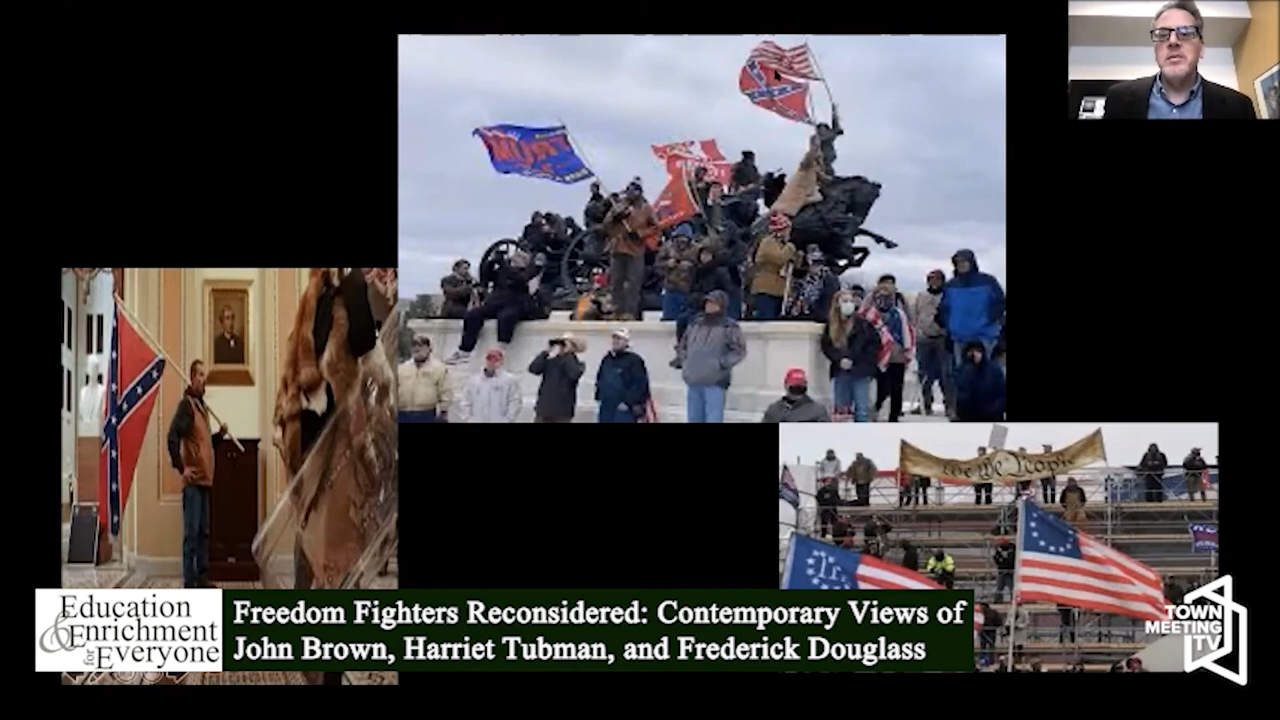 TRUMP
We the People
Education
& Enrichment
for Everyone
Freedom Fighters Reconsidered: Contemporary Views of
John Brown, Harriet Tubman, and Frederick Douglass
TOWN
MEETING
TV